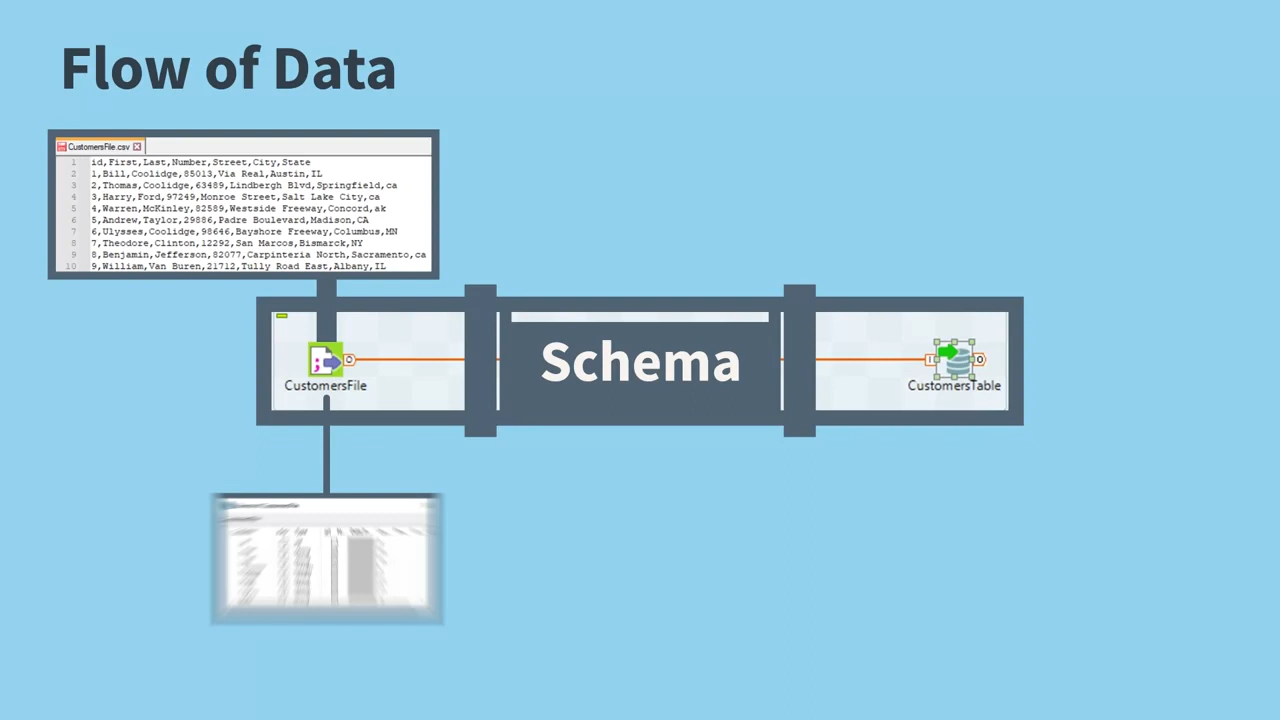 Flow of Data
CustomersFile.csv
1 id,First,Last,Number,Street,City,State
2 1,Bill,Coolidge,85013,Via Real,Austin,IL
3 2,Thomas,Coolidge,63489,Lindbergh Blvd,Springfield,ca
4 3,Harry,Ford,97249,Monroe Street,Salt Lake City,ca
5 4,Warren,McKinley,82589,Westside Freeway,Concord,ak
6 5,Andrew,Taylor,29886,Padre Boulevard,Madison,CA
7 6,Ulysses,Coolidge,98646,Bayshore Freeway,Columbus,MN
8 7,Theodore,Clinton,12292,San Marcos,Bismarck,NY
9 8,Benjamin,Jefferson,82077,Carpinteria North,Sacramento,ca
10 9,William,Van Buren,21712,Tully Road East,Albany,IL
O
Schema
I
O
CustomersFile
CustomersTable